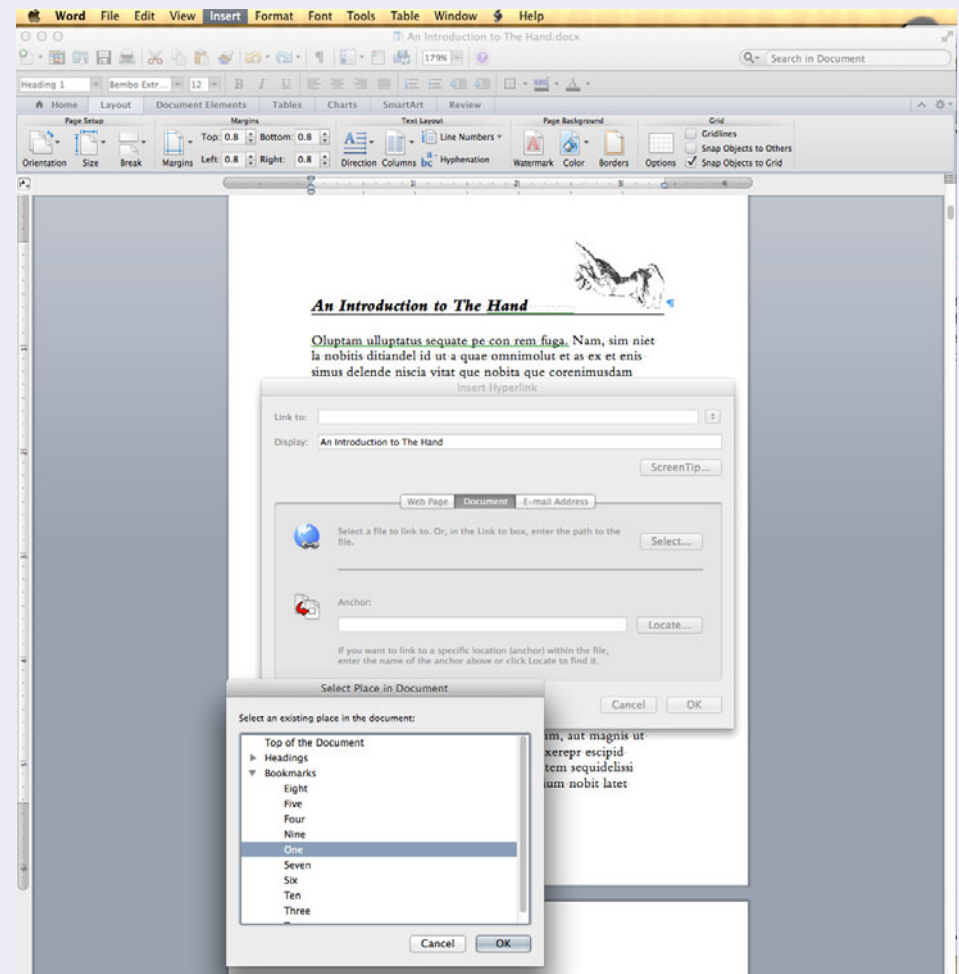 Word File Edit View Insert Format Font Tools Table Window Help
An Introduction to The Hand.docx
179%
Search in Document
Heading 1 Bembo Extr... 12 B I U
Home Layout Document Elements Tables Charts SmartArt Review
Page Setup Margins Text Layout Page Background Grid
Orientation Size Break Margins Top: 0.8 Bottom: 0.8 Left: 0.8 Right: 0.8 Direction Columns Line Numbers Hyphenation Watermark Color Borders Options Gridlines Snap Objects to Others Snap Objects to Grid
1 2 3 4
An Introduction to The Hand
Oluptam ulluptatus sequate pe con rem fuga. Nam, sim niet
la nobitis ditiandel id ut a quae omnimolut et as ex et enis
simus delende niscia vitat que nobita que corenimusdam
Insert Hyperlink
Link to:
Display: An Introduction to The Hand
ScreenTip...
Web Page Document E-mail Address
Select a file to link to. Or, in the Link to box, enter the path to the
file.
Select...
Anchor:
Locate...
If you want to link to a specific location (anchor) within the file,
enter the name of the anchor above or click Locate to find it.
Cancel OK
im, aut magnis ut
xerepr escipid
tem sequidelissi
ium nobit latet
Select Place in Document
Select an existing place in the document:
Top of the Document
Headings
Bookmarks
Eight
Five
Four
Nine
One
Seven
Six
Ten
Three
Cancel OK